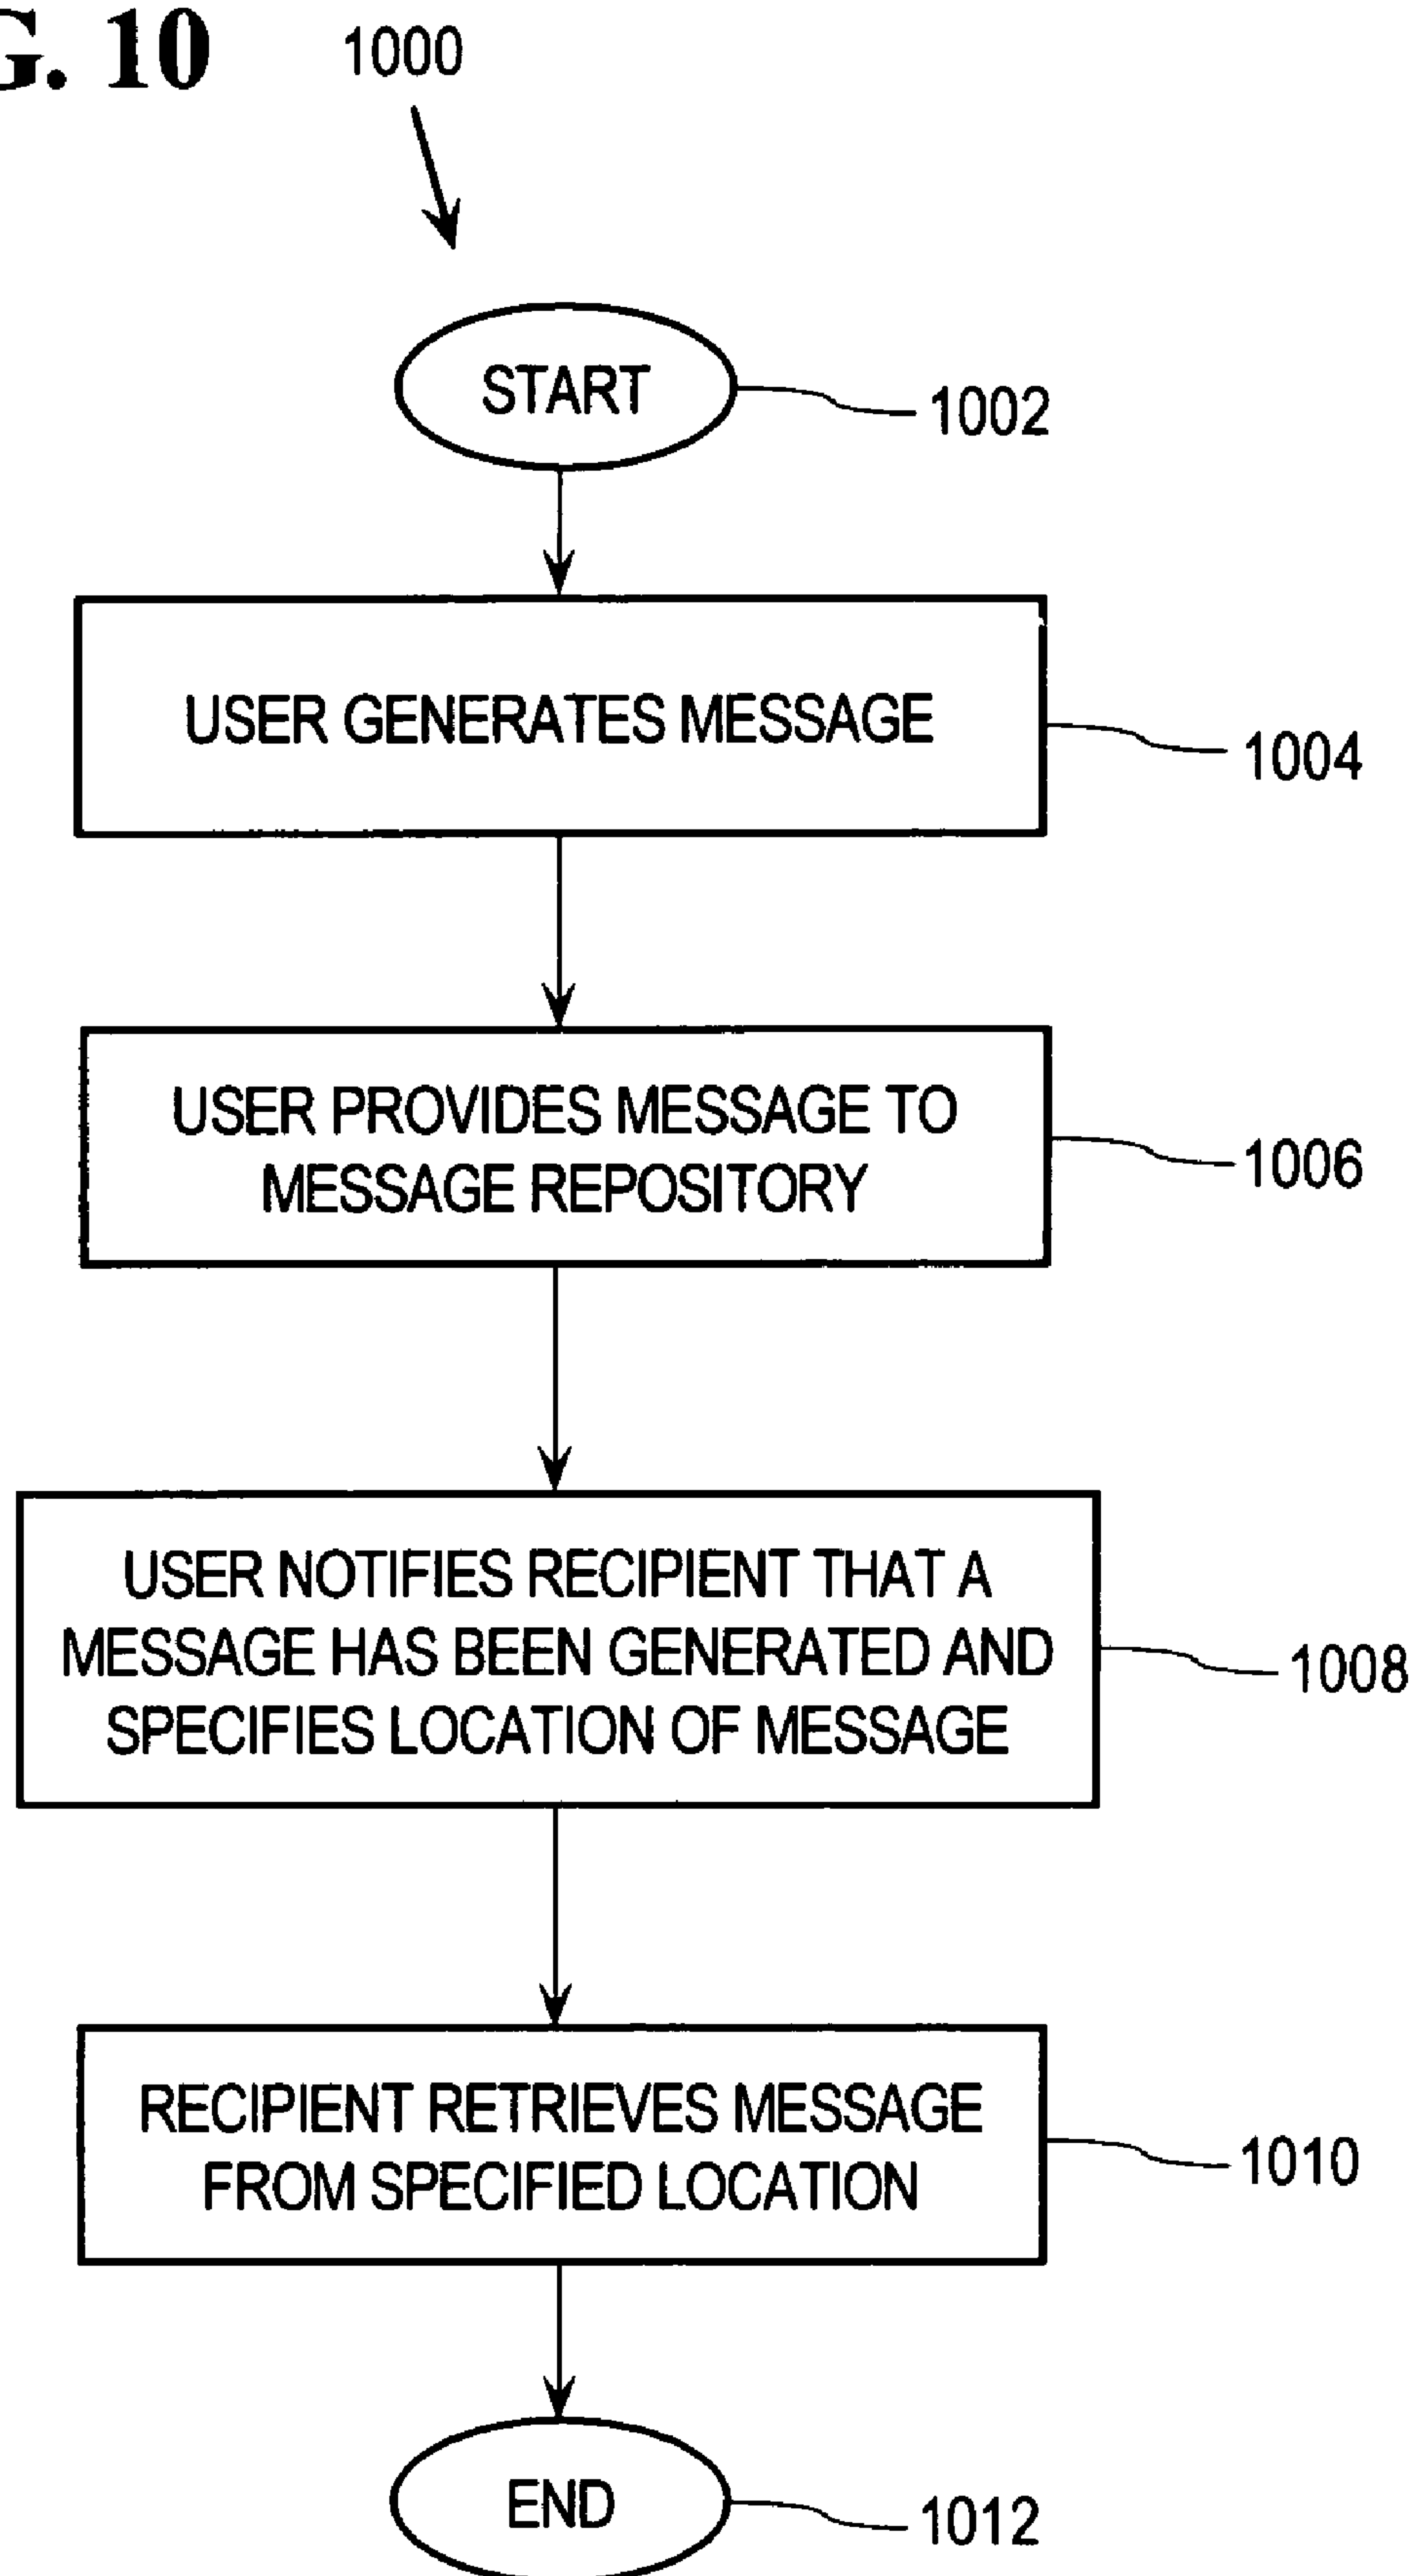 G. 10
1000
START
1002
USER GENERATES MESSAGE
1004
USER PROVIDES MESSAGE TO
MESSAGE REPOSITORY
1006
USER NOTIFIES RECIPIENT THAT A
MESSAGE HAS BEEN GENERATED AND
SPECIFIES LOCATION OF MESSAGE
1008
RECIPIENT RETRIEVES MESSAGE
FROM SPECIFIED LOCATION
1010
END
1012